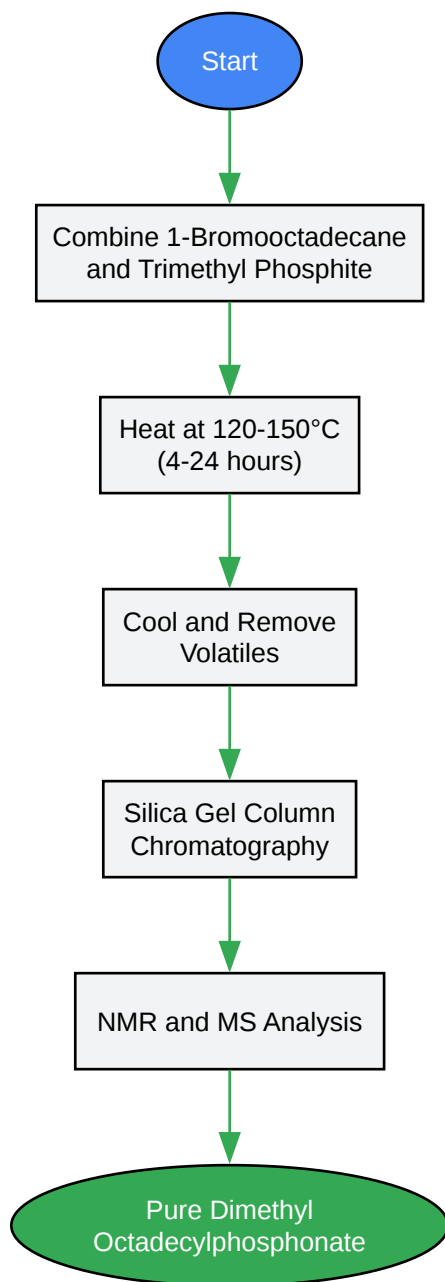 Start
Combine 1-Bromooctadecane
and Trimethyl Phosphite
Heat at 120-150°C
(4-24 hours)
Cool and Remove
Volatiles
Silica Gel Column
Chromatography
NMR and MS Analysis
Pure Dimethyl
Octadecylphosphonate